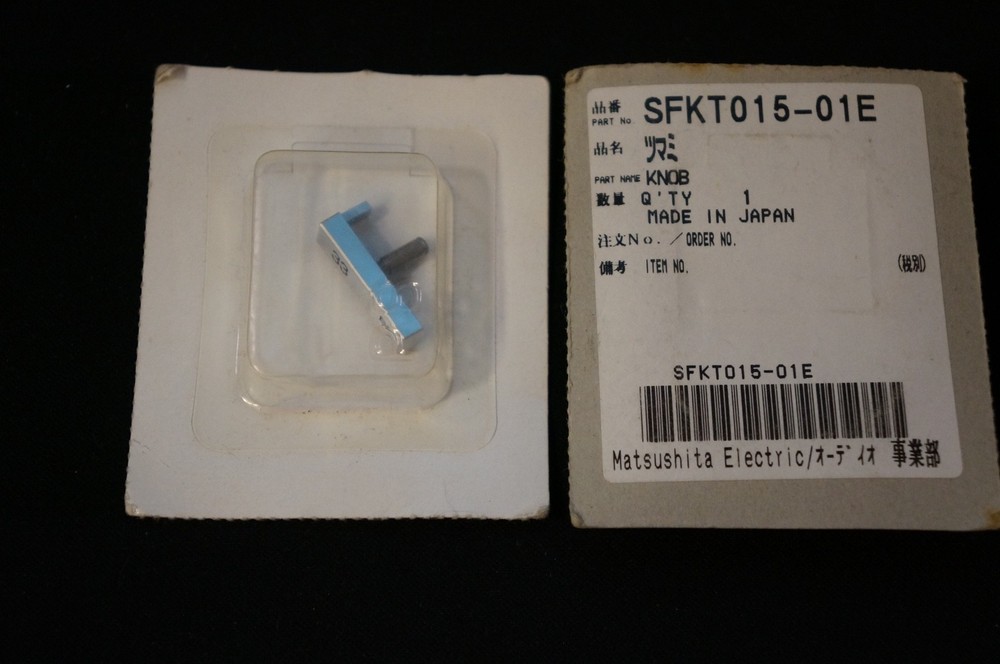 33
品番 SFKT015-01E
PART No.
品名 ツマミ
PART NAME KNOB
数量 Q'TY 1
MADE IN JAPAN
注文No. ／ORDER NO.
備考 ITEM NO. (税別)
SFKT015-01E
Matsushita Electric/オーディオ 事業部